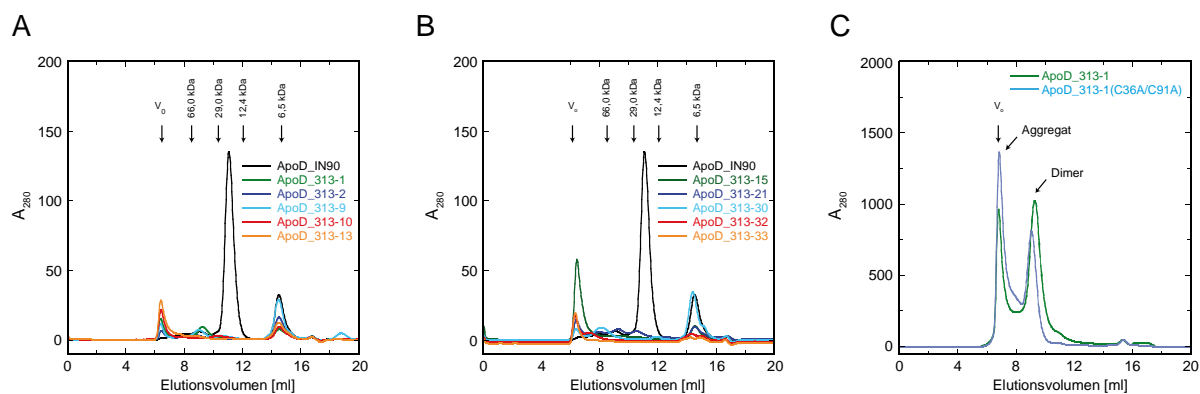 A
200
150
100
50
0
A280
0 4 8 12 16 20
Elutionsvolumen [ml]
V0
66,0 kDa
29,0 kDa
12,4 kDa
6,5 kDa
ApoD_IN90
ApoD_313-1
ApoD_313-2
ApoD_313-9
ApoD_313-10
ApoD_313-13
B
200
150
100
50
0
A280
0 4 8 12 16 20
Elutionsvolumen [ml]
Vo
66,0 kDa
29,0 kDa
12,4 kDa
6,5 kDa
ApoD_IN90
ApoD_313-15
ApoD_313-21
ApoD_313-30
ApoD_313-32
ApoD_313-33
C
2000
1500
1000
500
0
A280
0 4 8 12 16 20
Elutionsvolumen [ml]
ApoD_313-1
ApoD_313-1(C36A/C91A)
Vo
Aggregat
Dimer